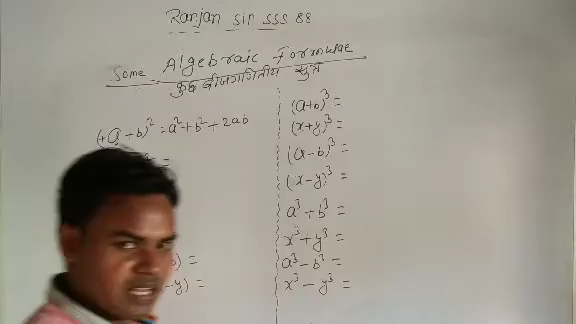 Ranjan sir sss 88
Some Algebraic Formulae
कुछ बीजगणितीय सूत्र
(+a+b)² = a²+b²+2ab
² =
b) =
-y) =
(a+b)³ =
(x+y)³ =
(a-b)³ =
(x-y)³ =
a³+b³ =
x³+y³ =
a³-b³ =
x³-y³ =